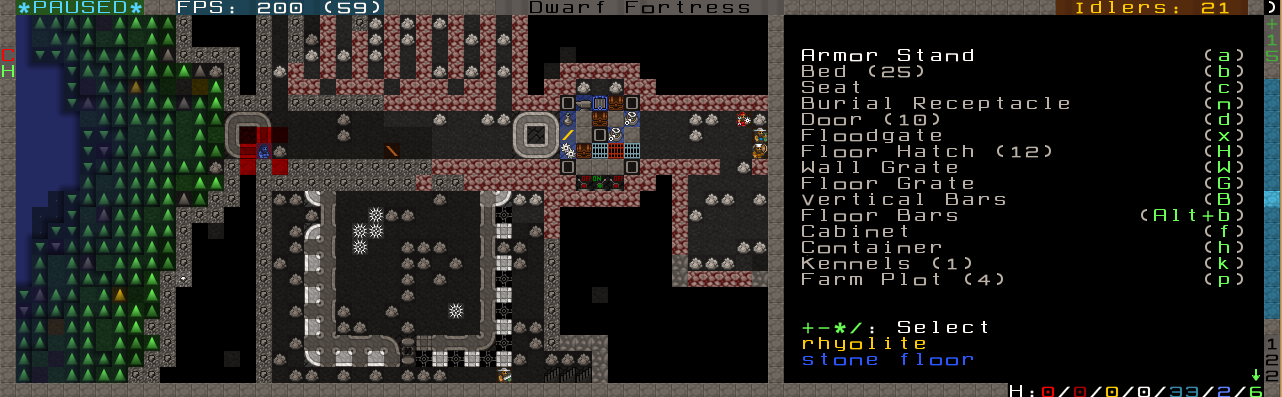 *PAUSED* FPS: 200 (59) Dwarf Fortress Idlers: 21
C
H
Armor Stand (a)
Bed (25) (b)
Seat (c)
Burial Receptacle (n)
Door (10) (d)
Floodgate (x)
Floor Hatch (12) (H)
Wall Grate (W)
Floor Grate (G)
Vertical Bars (B)
Floor Bars (Alt+b)
Cabinet (f)
Container (h)
Kennels (1) (k)
Farm Plot (4) (p)
+-*/: Select
rhyolite
stone floor
H:0/0/0/0/33/2/6
+15
122